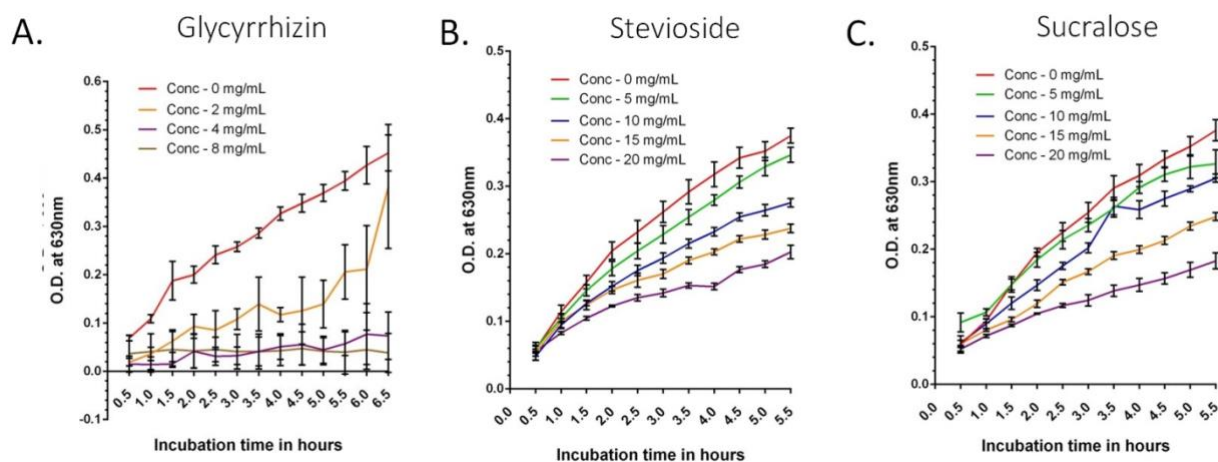 A.
Glycyrrhizin
O.D. at 630nm
0.6
0.5
0.4
0.3
0.2
0.1
0.0
-0.1
Conc - 0 mg/mL
Conc - 2 mg/mL
Conc - 4 mg/mL
Conc - 8 mg/mL
0.5 1.0 1.5 2.0 2.5 3.0 3.5 4.0 4.5 5.0 5.5 6.0 6.5
Incubation time in hours
B.
Stevioside
O.D. at 630nm
0.5
0.4
0.3
0.2
0.1
0.0
Conc - 0 mg/mL
Conc - 5 mg/mL
Conc - 10 mg/mL
Conc - 15 mg/mL
Conc - 20 mg/mL
0.0 0.5 1.0 1.5 2.0 2.5 3.0 3.5 4.0 4.5 5.0 5.5
Incubation time in hours
C.
Sucralose
O.D. at 630nm
0.5
0.4
0.3
0.2
0.1
0.0
Conc - 0 mg/mL
Conc - 5 mg/mL
Conc - 10 mg/mL
Conc - 15 mg/mL
Conc - 20 mg/mL
0.0 0.5 1.0 1.5 2.0 2.5 3.0 3.5 4.0 4.5 5.0 5.5
Incubation time in hours